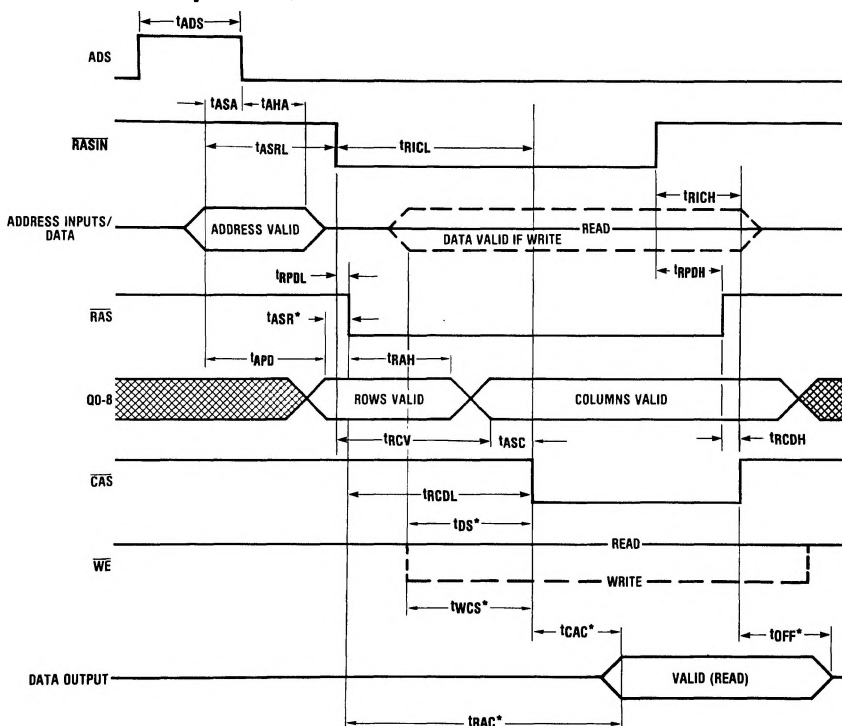 tADS
ADS
tASA tAHA
RASIN
tASRL tRICL
tRICH
ADDRESS INPUTS/
DATA
ADDRESS VALID
READ
DATA VALID IF WRITE
tRPDL
tRPDH
RAS
tASR*
tAPD tRAH
Q0-8
ROWS VALID COLUMNS VALID
tRCV tASC tRCDH
CAS
tRCDL
tDS*
READ
WE
WRITE
tWCS*
tCAC* tOFF*
DATA OUTPUT
VALID (READ)
tRAC*